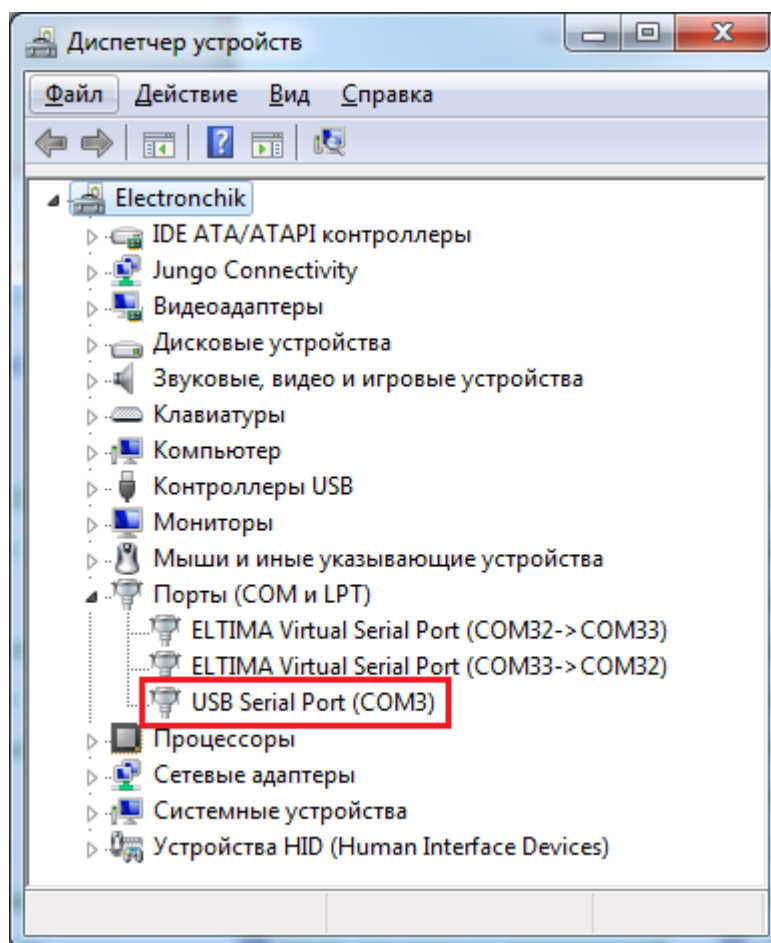 Диспетчер устройств
Файл Действие Вид Справка
Electronchik
IDE ATA/ATAPI контроллеры
Jungo Connectivity
Видеоадаптеры
Дисковые устройства
Звуковые, видео и игровые устройства
Клавиатуры
Компьютер
Контроллеры USB
Мониторы
Мыши и иные указывающие устройства
Порты (COM и LPT)
ELTIMA Virtual Serial Port (COM32->COM33)
ELTIMA Virtual Serial Port (COM33->COM32)
USB Serial Port (COM3)
Процессоры
Сетевые адаптеры
Системные устройства
Устройства HID (Human Interface Devices)